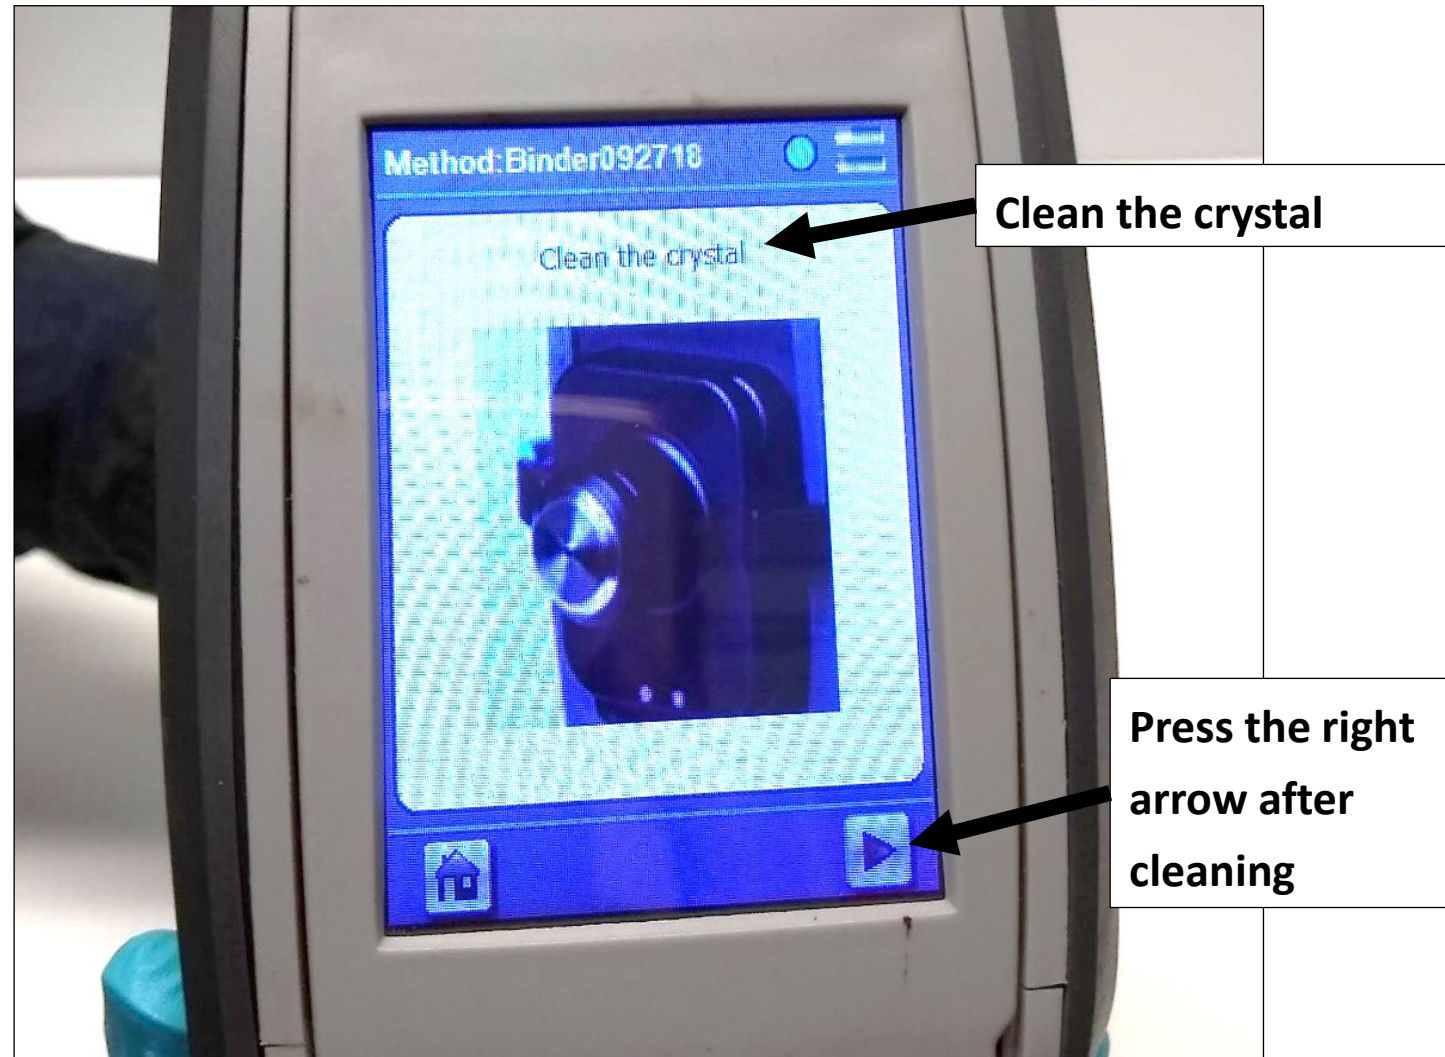 Method:Binder092718
Clean the crystal
Clean the crystal
Press the right
arrow after
cleaning